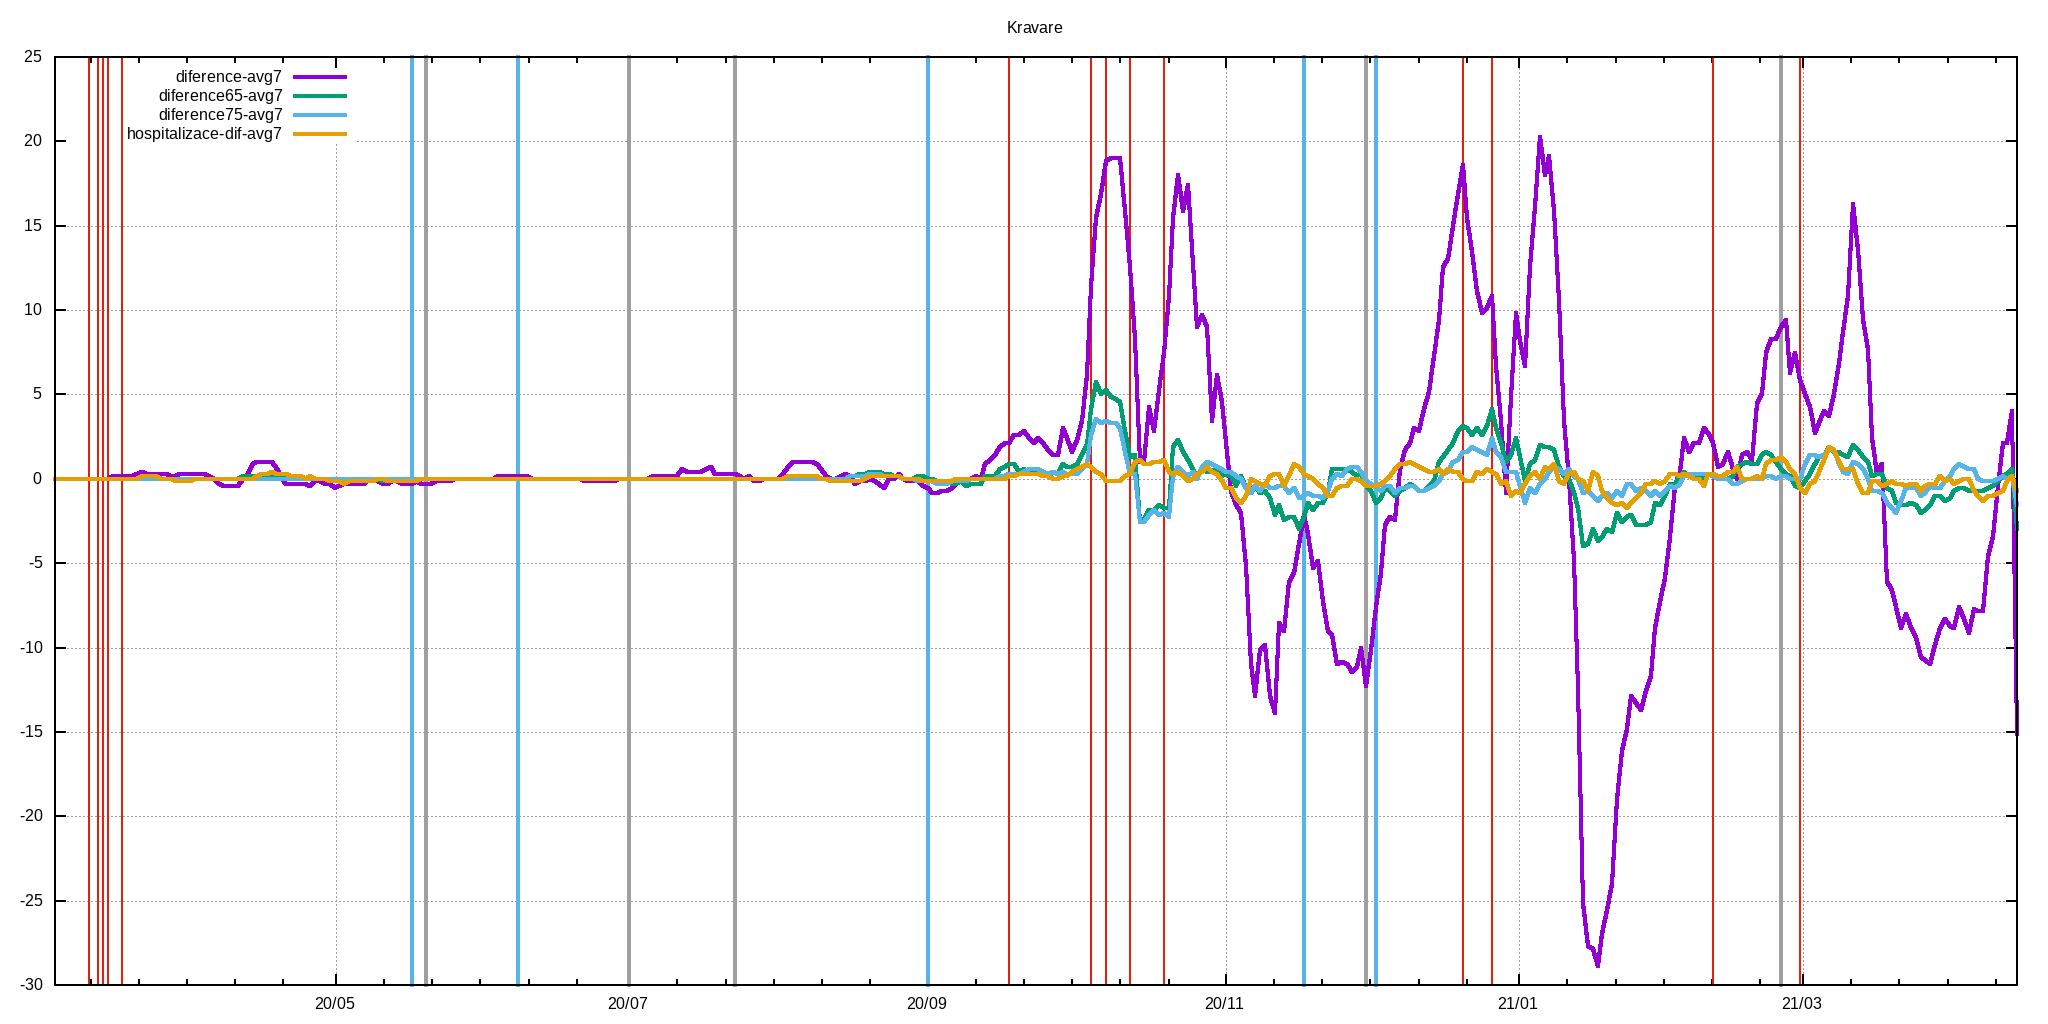 Kravare
25
diference-avg7
diference65-avg7
diference75-avg7
hospitalizace-dif-avg7
20
15
10
5
0
-5
-10
-15
-20
-25
-30
20/05 20/07 20/09 20/11 21/01 21/03